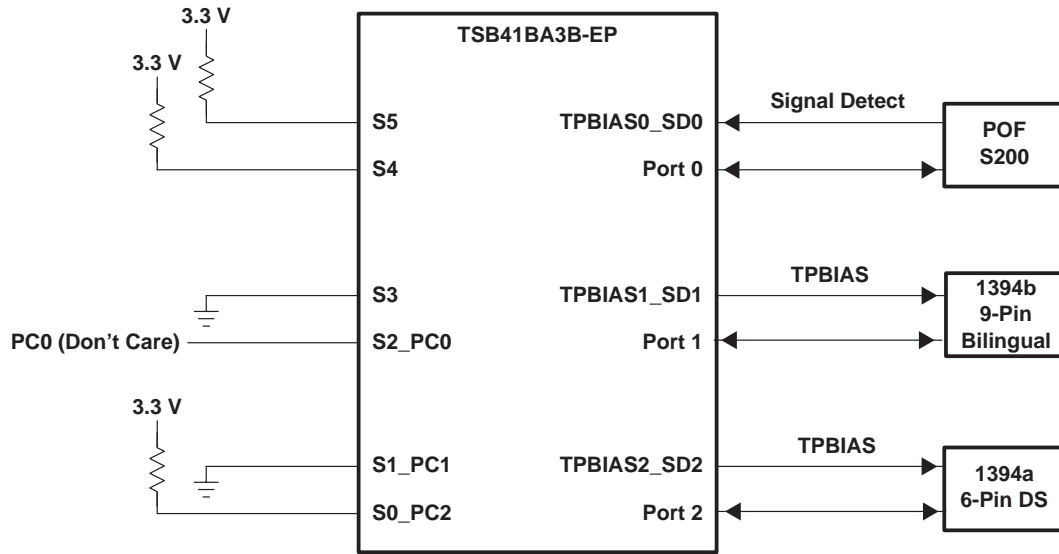 3.3 V
3.3 V
TSB41BA3B-EP
S5
TPBIAS0_SD0
Signal Detect
POF
S200
S4
Port 0
S3
TPBIAS1_SD1
TPBIAS
1394b
9-Pin
Bilingual
PC0 (Don't Care)
S2_PC0
Port 1
3.3 V
S1_PC1
TPBIAS2_SD2
TPBIAS
1394a
6-Pin DS
S0_PC2
Port 2